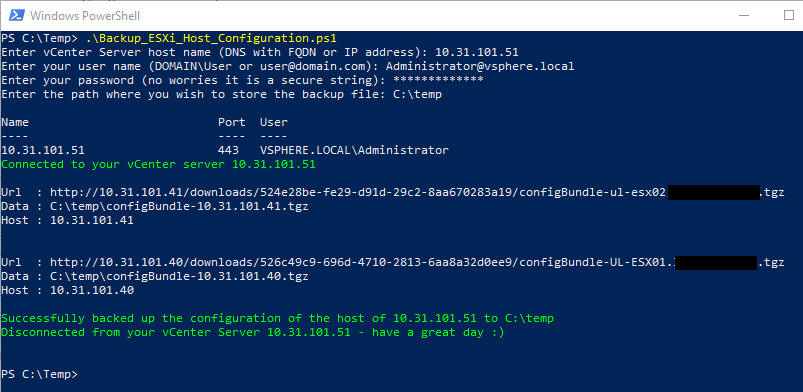 Windows PowerShell
PS C:\Temp> .\Backup_ESXi_Host_Configuration.ps1
Enter vCenter Server host name (DNS with FQDN or IP address): 10.31.101.51
Enter your user name (DOMAIN\User or user@domain.com): Administrator@vsphere.local
Enter your password (no worries it is a secure string): *************
Enter the path where you wish to store the backup file: C:\temp
Name Port User
---- ---- ----
10.31.101.51 443 VSPHERE.LOCAL\Administrator
Connected to your vCenter server 10.31.101.51
Url : http://10.31.101.41/downloads/524e28be-fe29-d91d-29c2-8aa670283a19/configBundle-ul-esx02 .tgz
Data : C:\temp\configBundle-10.31.101.41.tgz
Host : 10.31.101.41
Url : http://10.31.101.40/downloads/526c49c9-696d-4710-2813-6aa8a32d0ee9/configBundle-UL-ESX01. .tgz
Data : C:\temp\configBundle-10.31.101.40.tgz
Host : 10.31.101.40
Successfully backed up the configuration of the host of 10.31.101.51 to C:\temp
Disconnected from your vCenter Server 10.31.101.51 - have a great day :)
PS C:\Temp>